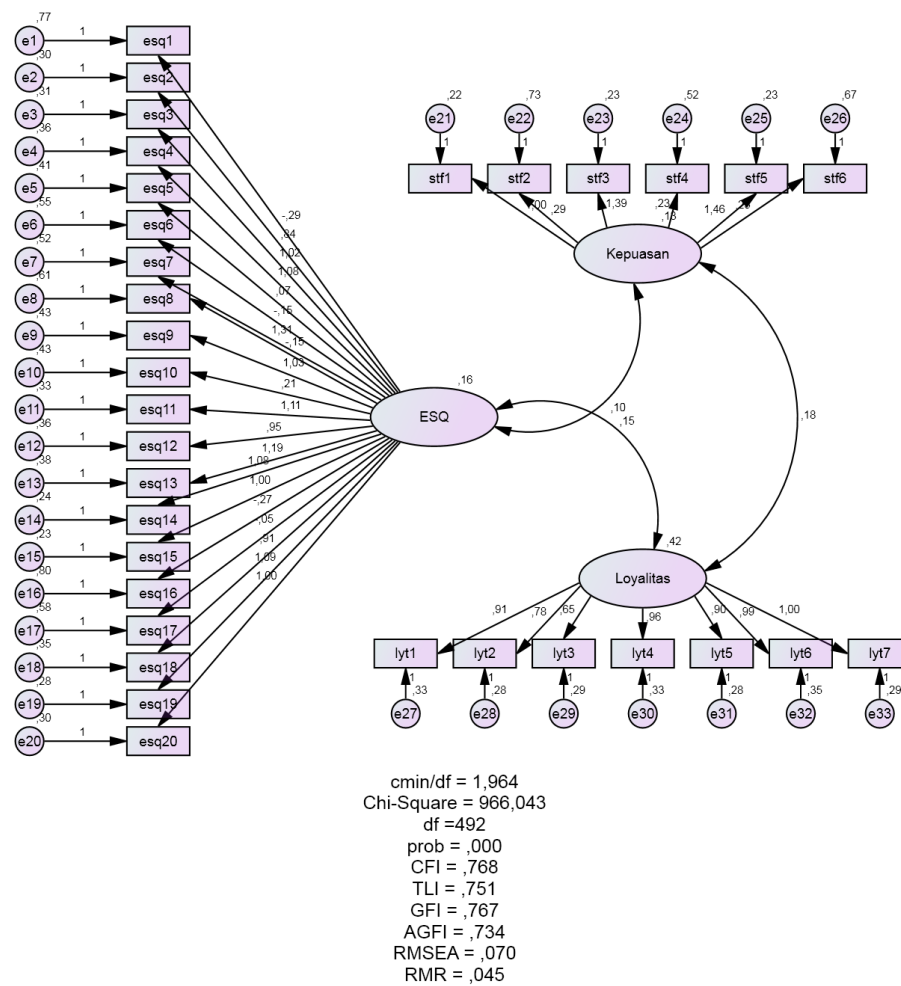 ,77
e1 1 esq1
,30
e2 1 esq2
,31
e3 1 esq3
,36
e4 1 esq4
,41
e5 1 esq5
,55
e6 1 esq6
,52
e7 1 esq7
,61
e8 1 esq8
,43
e9 1 esq9
,43
e10 1 esq10
,33
e11 1 esq11
,36
e12 1 esq12
,38
e13 1 esq13
,24
e14 1 esq14
,23
e15 1 esq15
,80
e16 1 esq16
,58
e17 1 esq17
,35
e18 1 esq18
,28
e19 1 esq19
,30
e20 1 esq20
-,29
,84
1,02
1,08
,07
-,15
1,31
-,15
1,03
,21
1,11
,95
1,19
1,08
1,00
-,27
,05
,91
1,09
1,00
,16
ESQ
,22 ,73 ,23 ,52 ,23 ,67
e21 e22 e23 e24 e25 e26
1 1 1 1 1 1
stf1 stf2 stf3 stf4 stf5 stf6
,29 1,39 ,23 1,46
Kepuasan
,10
,15
,18
,42
Loyalitas
,91 ,78 ,65 ,96 ,90 ,99 1,00
lyt1 lyt2 lyt3 lyt4 lyt5 lyt6 lyt7
1 1 1 1 1 1 1
,33 ,28 ,29 ,33 ,28 ,35 ,29
e27 e28 e29 e30 e31 e32 e33
cmin/df = 1,964
Chi-Square = 966,043
df =492
prob = ,000
CFI = ,768
TLI = ,751
GFI = ,767
AGFI = ,734
RMSEA = ,070
RMR = ,045